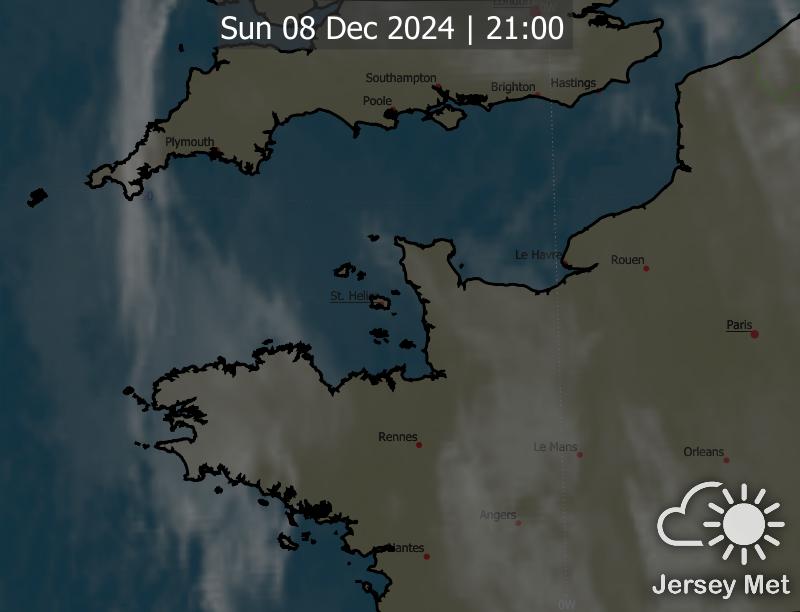 London
Sun 08 Dec 2024 | 21:00
Southampton
Brighton
Hastings
Poole
Plymouth
Le Havre
Rouen
St. Helier
Paris
Rennes
Le Mans
Orleans
Angers
Nantes
0W
Jersey Met